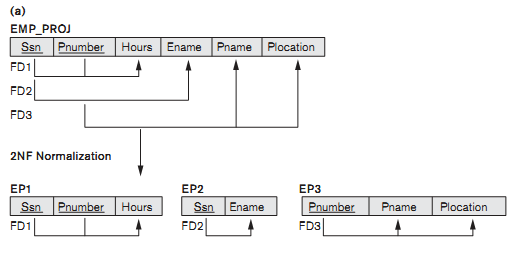 (a)
EMP_PROJ
Ssn Pnumber Hours Ename Pname Plocation
FD1
FD2
FD3
2NF Normalization
EP1 EP2 EP3
Ssn Pnumber Hours Ssn Ename Pnumber Pname Plocation
FD1 FD2 FD3